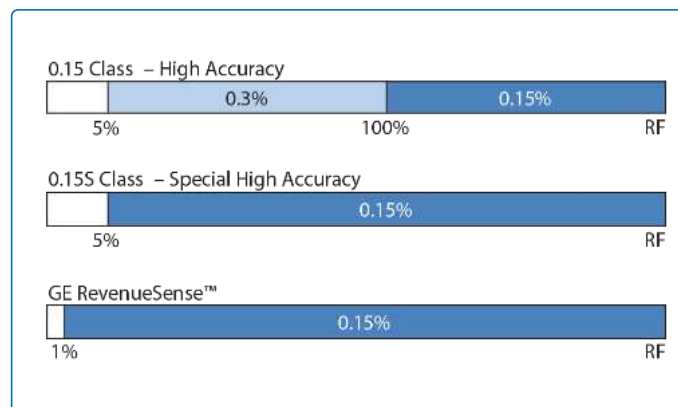 0.15 Class – High Accuracy
0.3% 0.15%
5% 100% RF
0.15S Class – Special High Accuracy
0.15%
5% RF
GE RevenueSense™
0.15%
1% RF